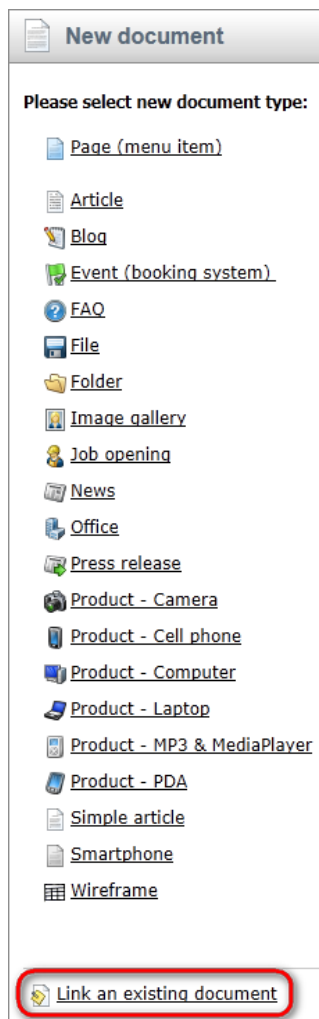 New document
Please select new document type:
Page (menu item)
Article
Blog
Event (booking system)
FAQ
File
Folder
Image gallery
Job opening
News
Office
Press release
Product - Camera
Product - Cell phone
Product - Computer
Product - Laptop
Product - MP3 & MediaPlayer
Product - PDA
Simple article
Smartphone
Wireframe
Link an existing document